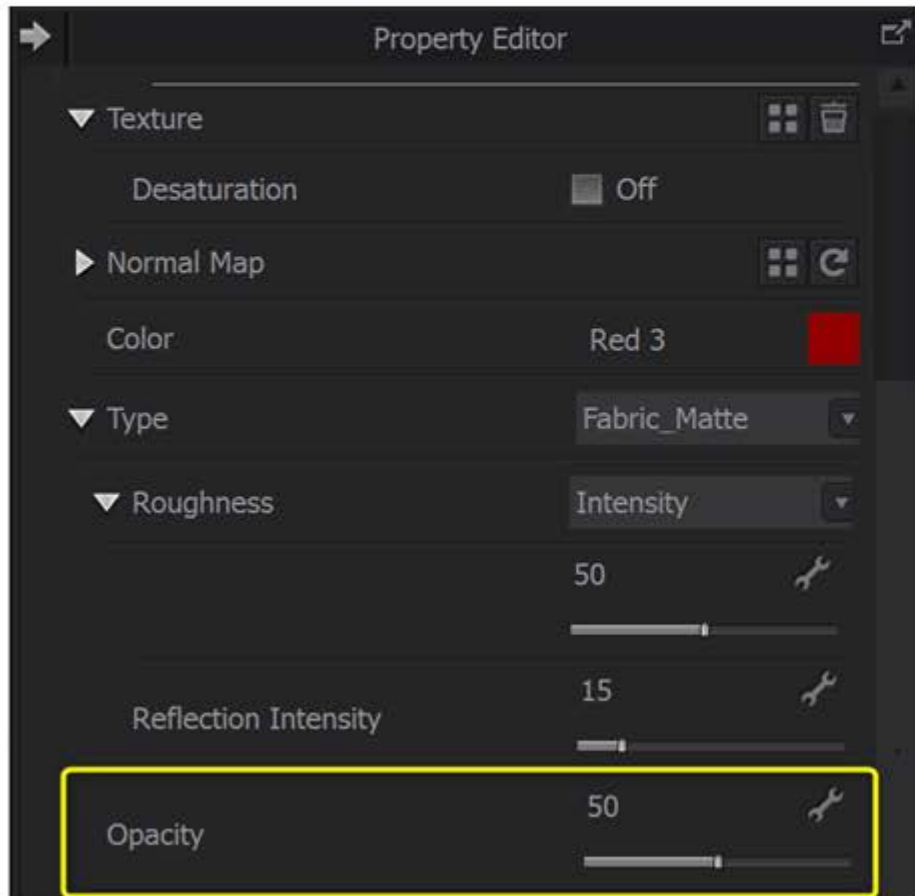 Property Editor
Texture
Desaturation Off
Normal Map
Color Red 3
Type Fabric_Matte
Roughness Intensity
50
15
Reflection Intensity
50
Opacity